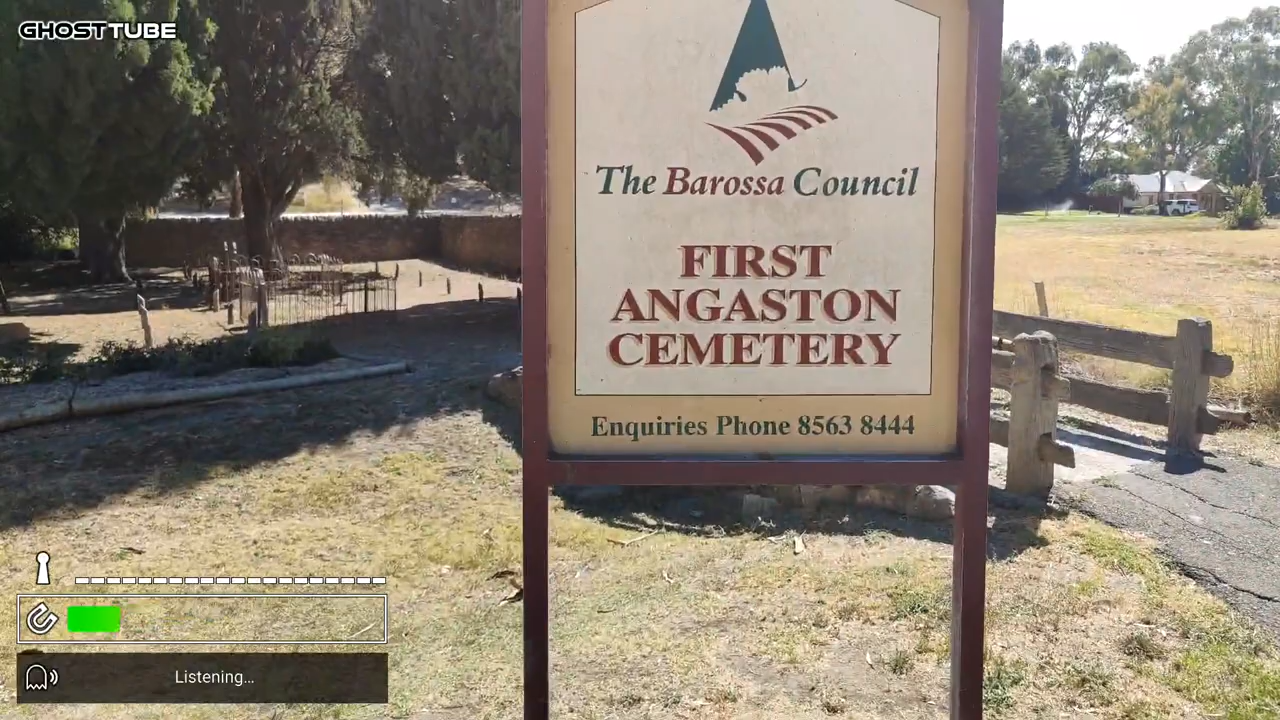 GHOSTTUBE
The Barossa Council
FIRST
ANGASTON
CEMETERY
Enquiries Phone 8563 8444
Listening...